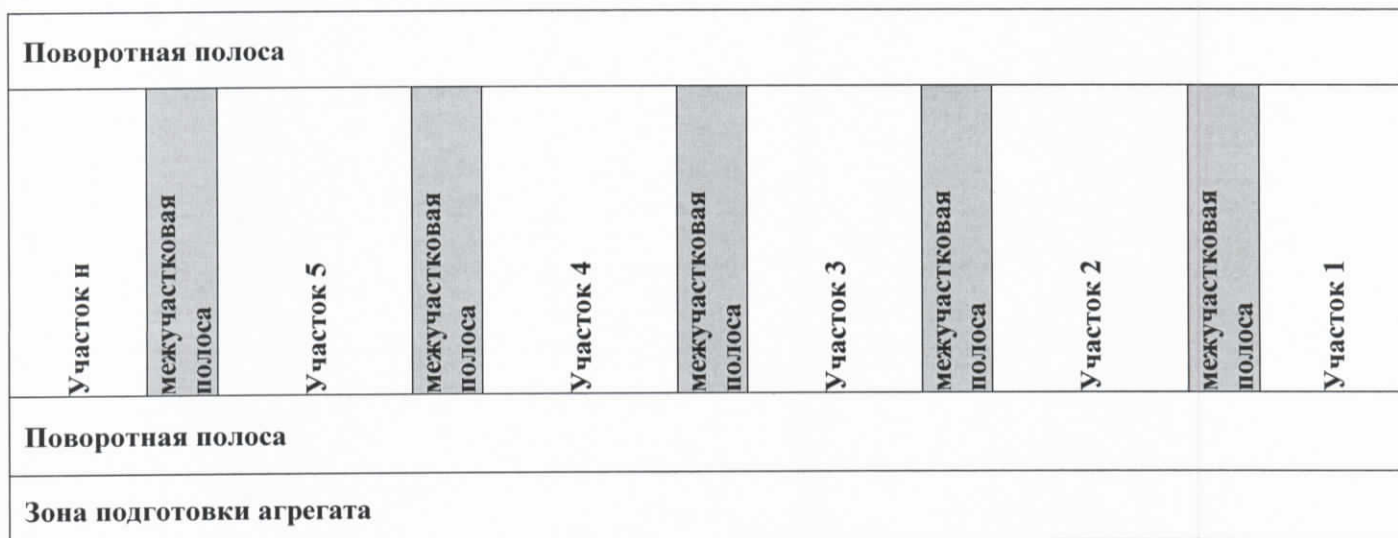 Поворотная полоса
Участок н
межучастковая
полоса
Участок 5
межучастковая
полоса
Участок 4
межучастковая
полоса
Участок 3
межучастковая
полоса
Участок 2
межучастковая
полоса
Участок 1
Поворотная полоса
Зона подготовки агрегата